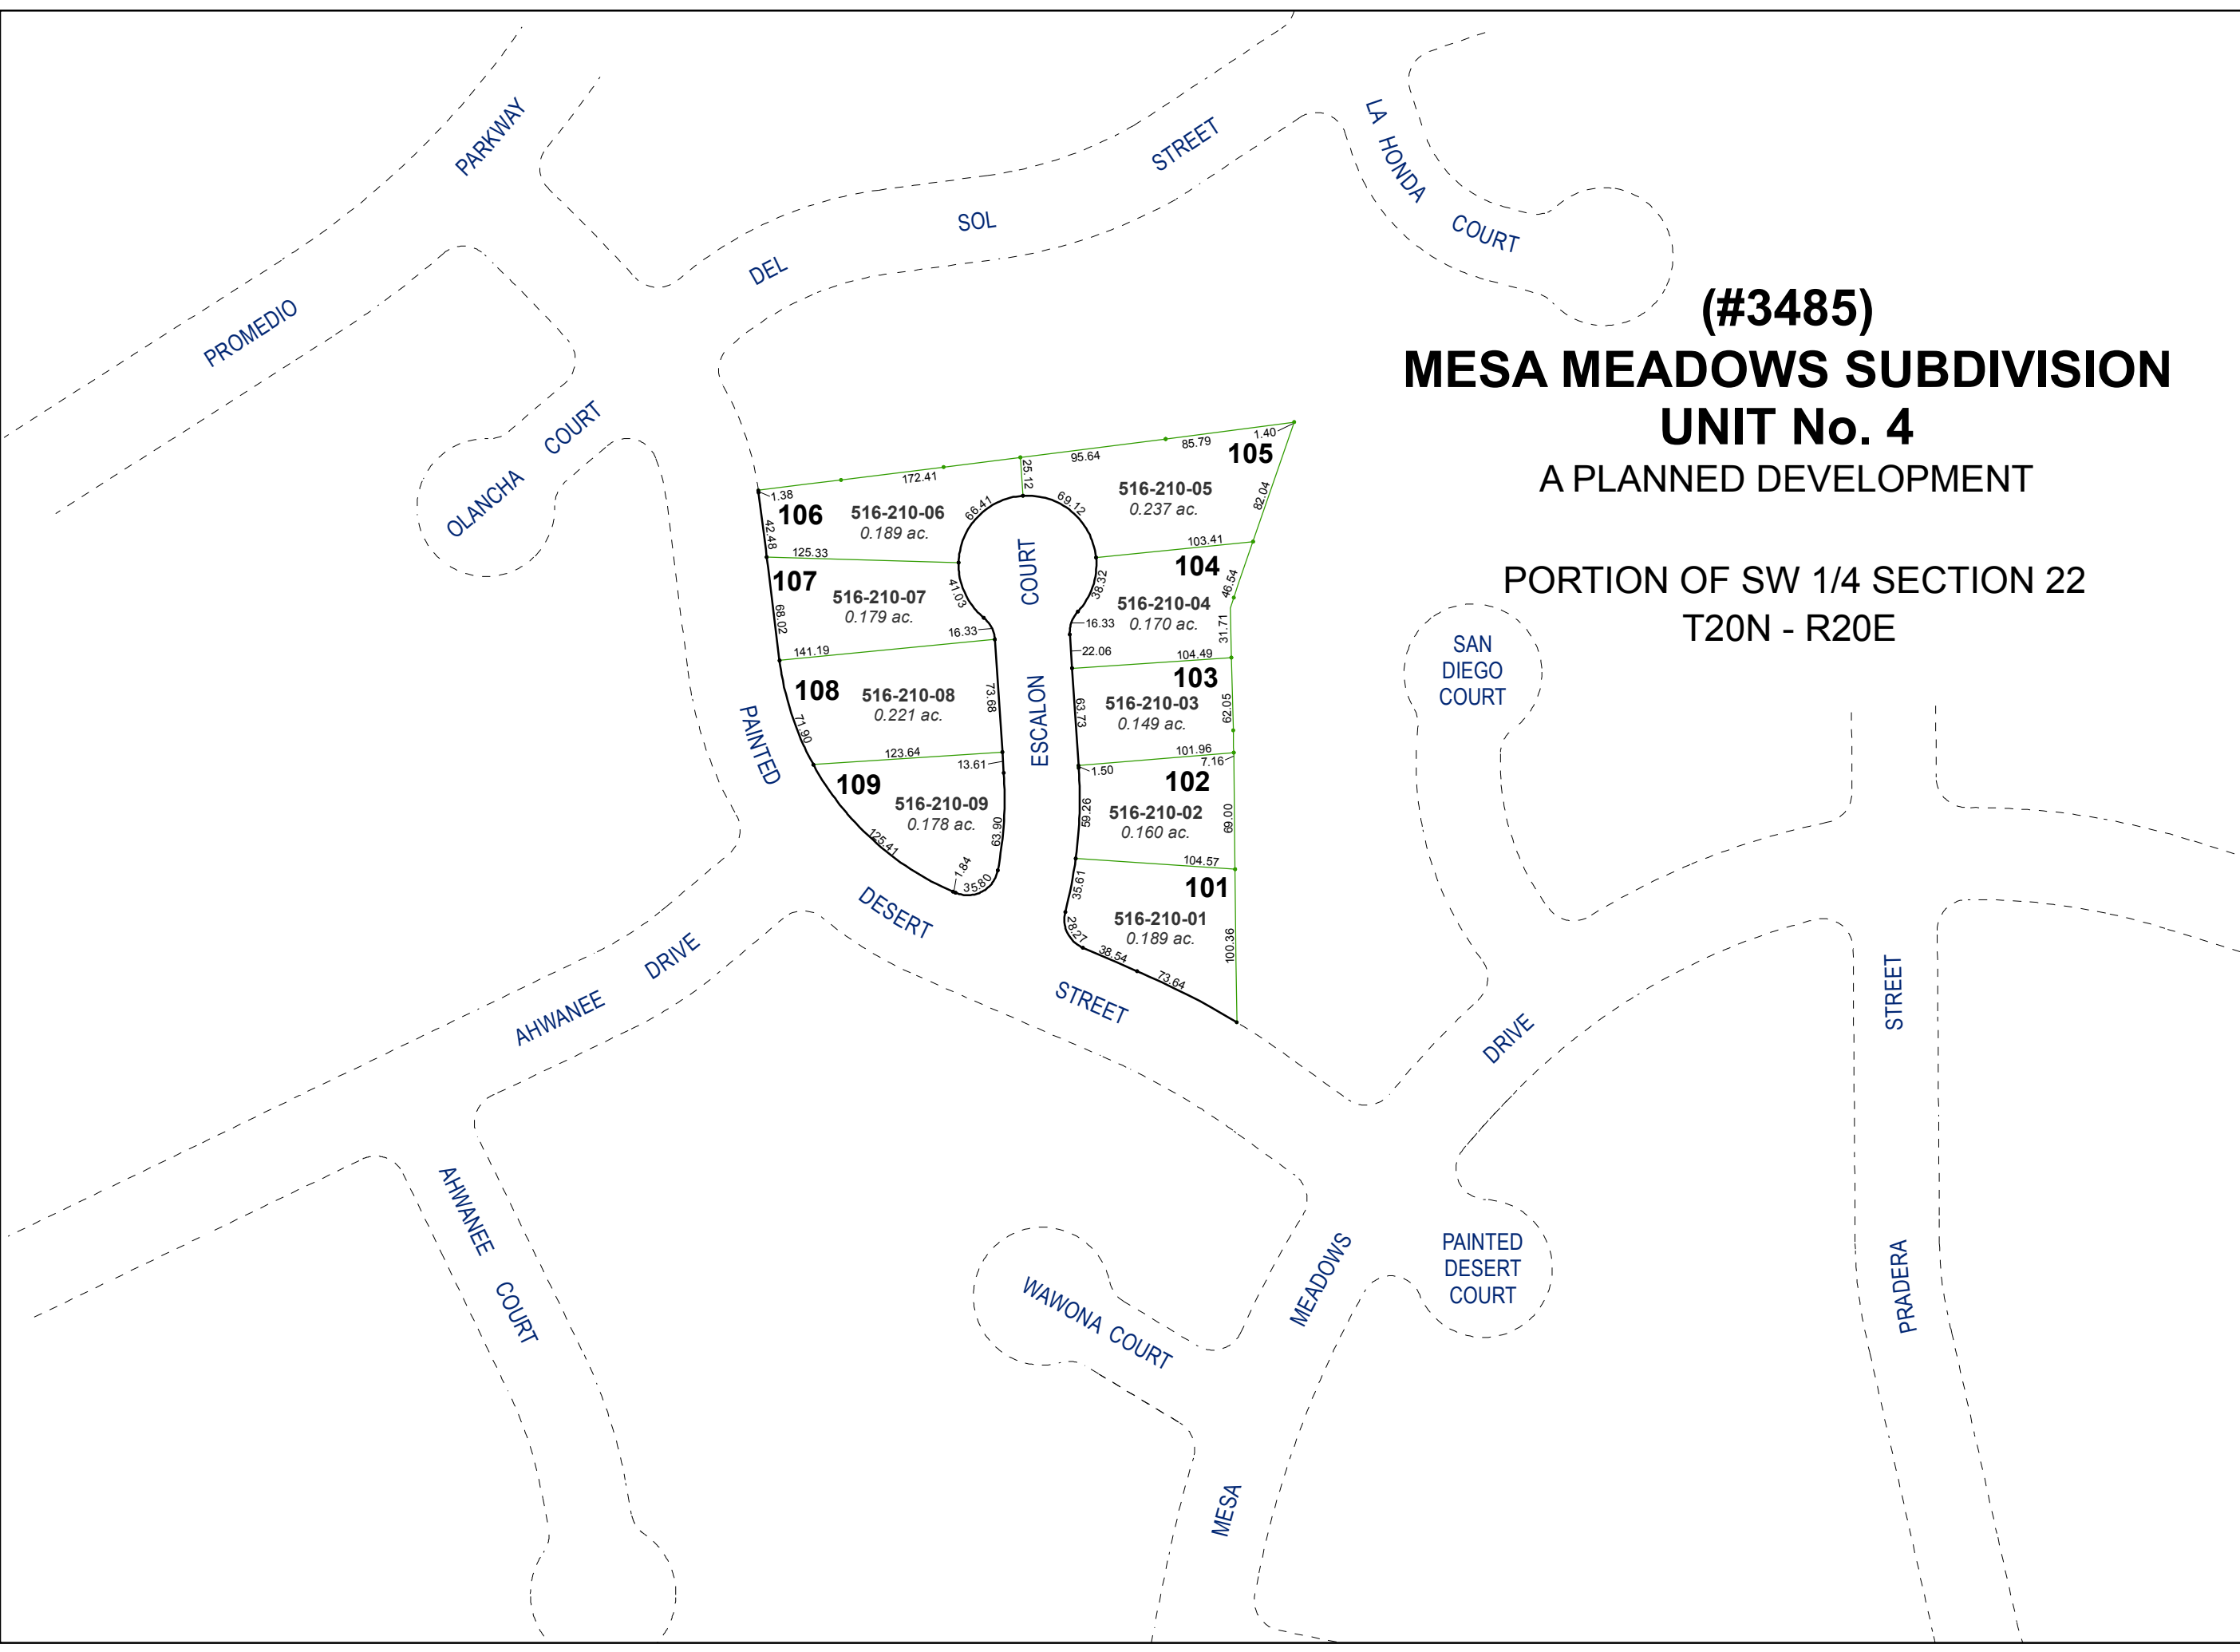 PROMEDIO PARKWAY
DEL SOL STREET
LA HONDA COURT
OLANCHA COURT
(#3485)
MESA MEADOWS SUBDIVISION
UNIT No. 4
A PLANNED DEVELOPMENT
PORTION OF SW 1/4 SECTION 22
T20N - R20E
1.40
105
85.79
95.64
25.12
172.41
1.38
516-210-05
0.237 ac.
82.04
69.12
66.41
106
516-210-06
0.189 ac.
42.48
125.33
103.41
104
516-210-04
0.170 ac.
46.54
38.32
31.71
16.33
22.06
107
516-210-07
0.179 ac.
41.03
68.02
16.33
141.19
104.49
103
516-210-03
0.149 ac.
63.73
62.05
108
516-210-08
0.221 ac.
73.68
71.90
123.64
13.61
101.96
7.16
1.50
102
516-210-02
0.160 ac.
59.26
69.00
109
516-210-09
0.178 ac.
63.90
125.41
1.84
35.80
104.57
101
516-210-01
0.189 ac.
35.61
28.27
38.54
73.64
100.36
ESCALON COURT
PAINTED DESERT STREET
SAN
DIEGO
COURT
AHWANEE DRIVE
AHWANEE COURT
WAWONA COURT
MESA MEADOWS DRIVE
PAINTED
DESERT
COURT
PRADERA STREET